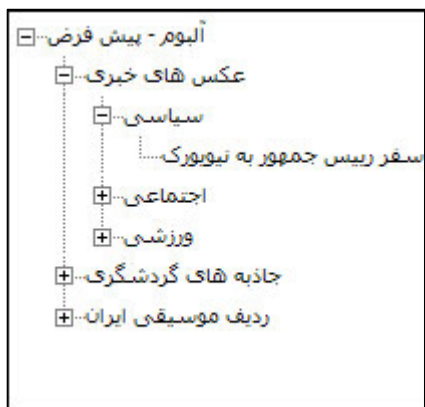 آلبوم - پیش فرض
عکس های خبری
سیاسی
سفر رییس جمهور به نیویورک
اجتماعی
ورزشی
جاذبه های گردشگری
ردیف موسیقی ایران